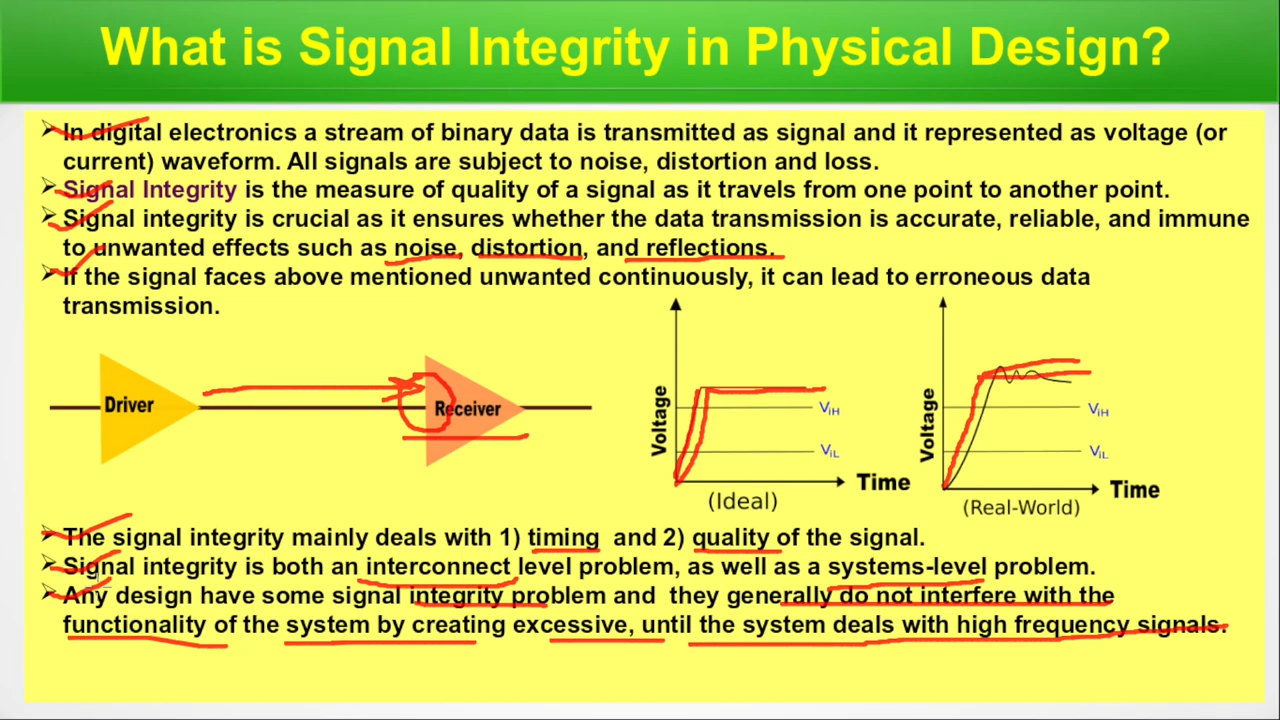 What is Signal Integrity in Physical Design?
➢ In digital electronics a stream of binary data is transmitted as signal and it represented as voltage (or
current) waveform. All signals are subject to noise, distortion and loss.
➢ Signal Integrity is the measure of quality of a signal as it travels from one point to another point.
➢ Signal integrity is crucial as it ensures whether the data transmission is accurate, reliable, and immune
to unwanted effects such as noise, distortion, and reflections.
➢ If the signal faces above mentioned unwanted continuously, it can lead to erroneous data
transmission.
Driver
Receiver
Voltage
VIH
VIL
Time
(Ideal)
Voltage
VIH
VIL
Time
(Real-World)
➢ The signal integrity mainly deals with 1) timing and 2) quality of the signal.
➢ Signal integrity is both an interconnect level problem, as well as a systems-level problem.
➢ Any design have some signal integrity problem and they generally do not interfere with the
functionality of the system by creating excessive, until the system deals with high frequency signals.